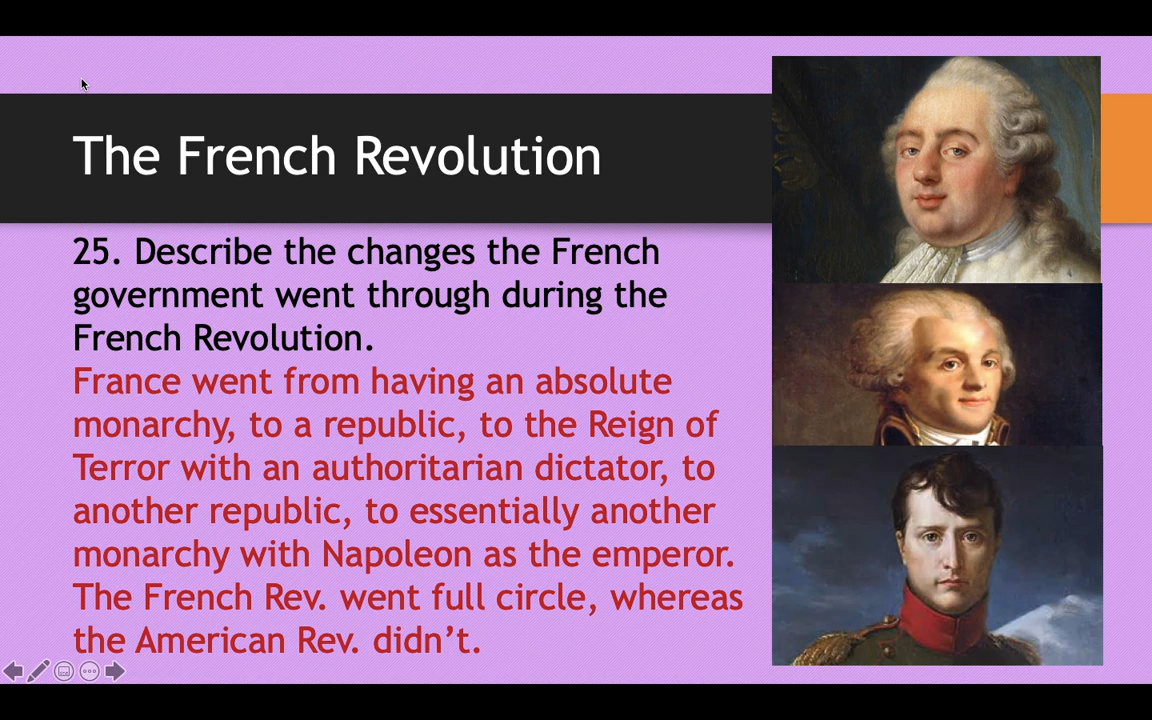 The French Revolution
25. Describe the changes the French
government went through during the
French Revolution.
France went from having an absolute
monarchy, to a republic, to the Reign of
Terror with an authoritarian dictator, to
another republic, to essentially another
monarchy with Napoleon as the emperor.
The French Rev. went full circle, whereas
the American Rev. didn’t.